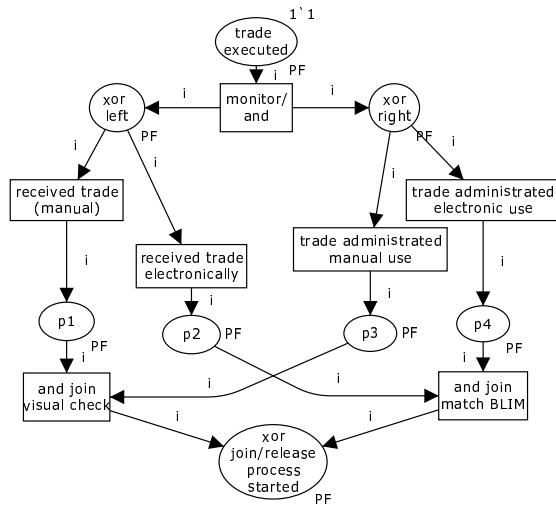 1`1
trade
executed
i
PF
xor
left
i
monitor/
and
i
xor
right
PF
PF
i
i
i
i
received trade
(manual)
trade administrated
electronic use
received trade
electronically
trade administrated
manual use
i
i
i
i
p1
p2
p3
p4
PF
PF
PF
PF
i
i
i
i
and join
visual check
and join
match BLIM
i
i
xor
join/release
process
started
PF